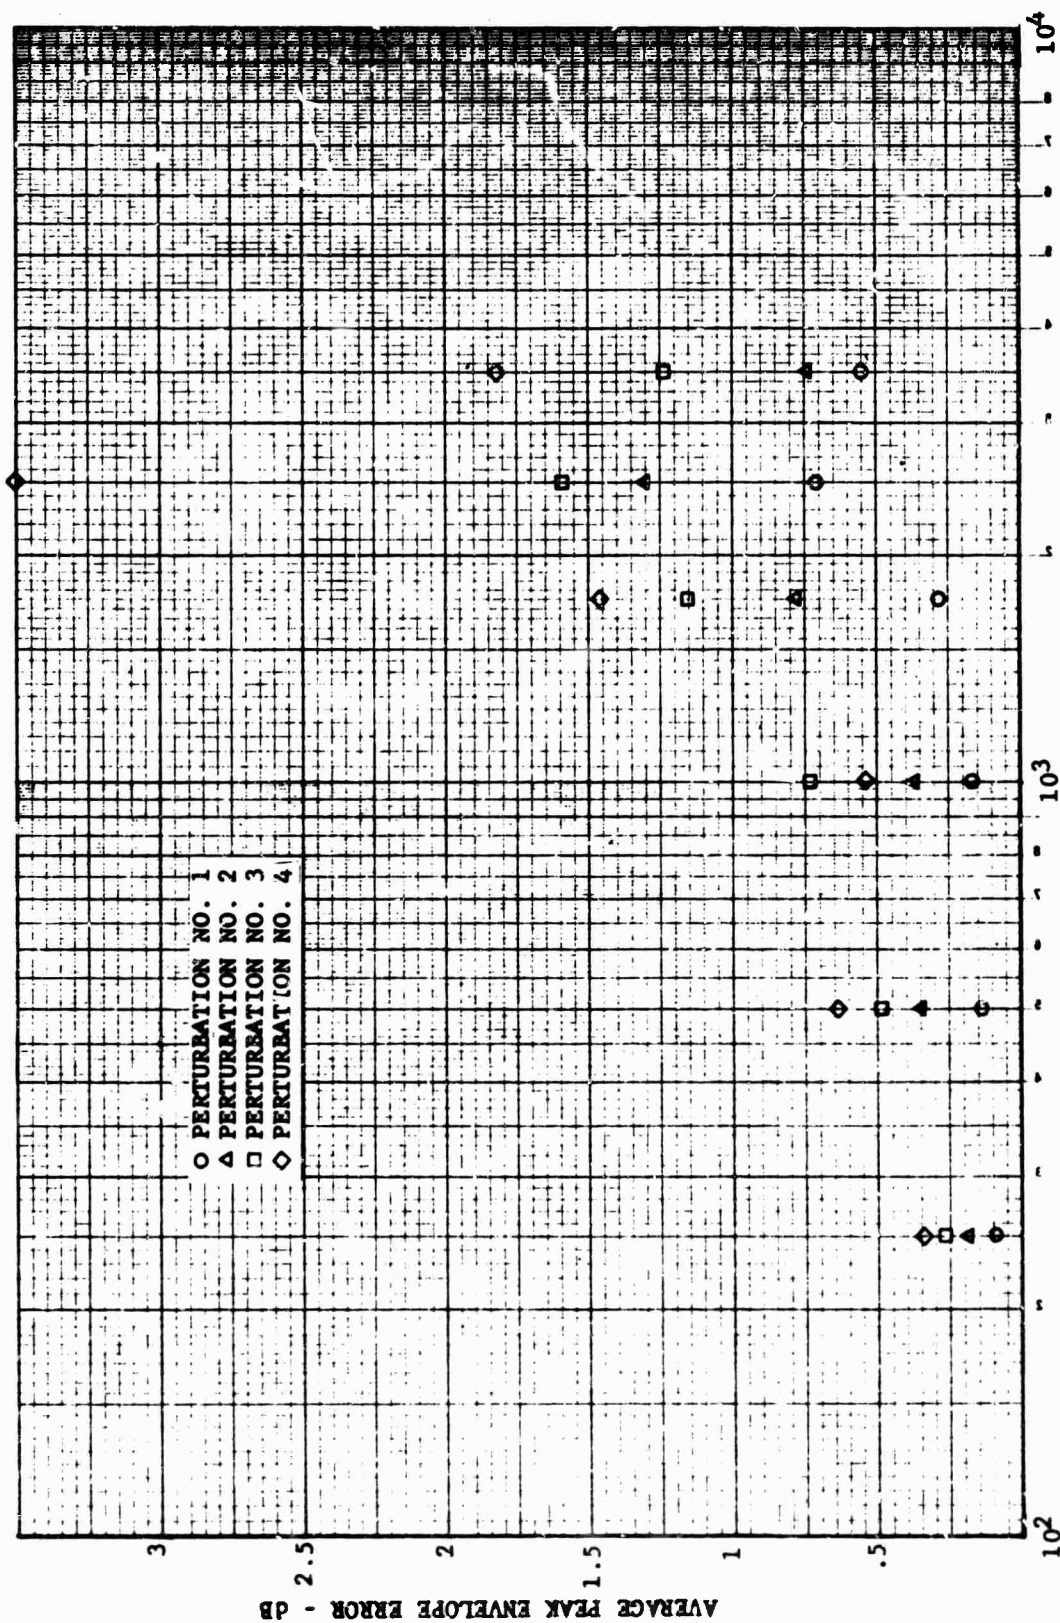 AVERAGE PEAK ENVELOPE ERROR - dB
3
2.5
2
1.5
1
.5
○ PERTURBATION NO. 1
△ PERTURBATION NO. 2
□ PERTURBATION NO. 3
◇ PERTURBATION NO. 4
10²
10³
10⁴